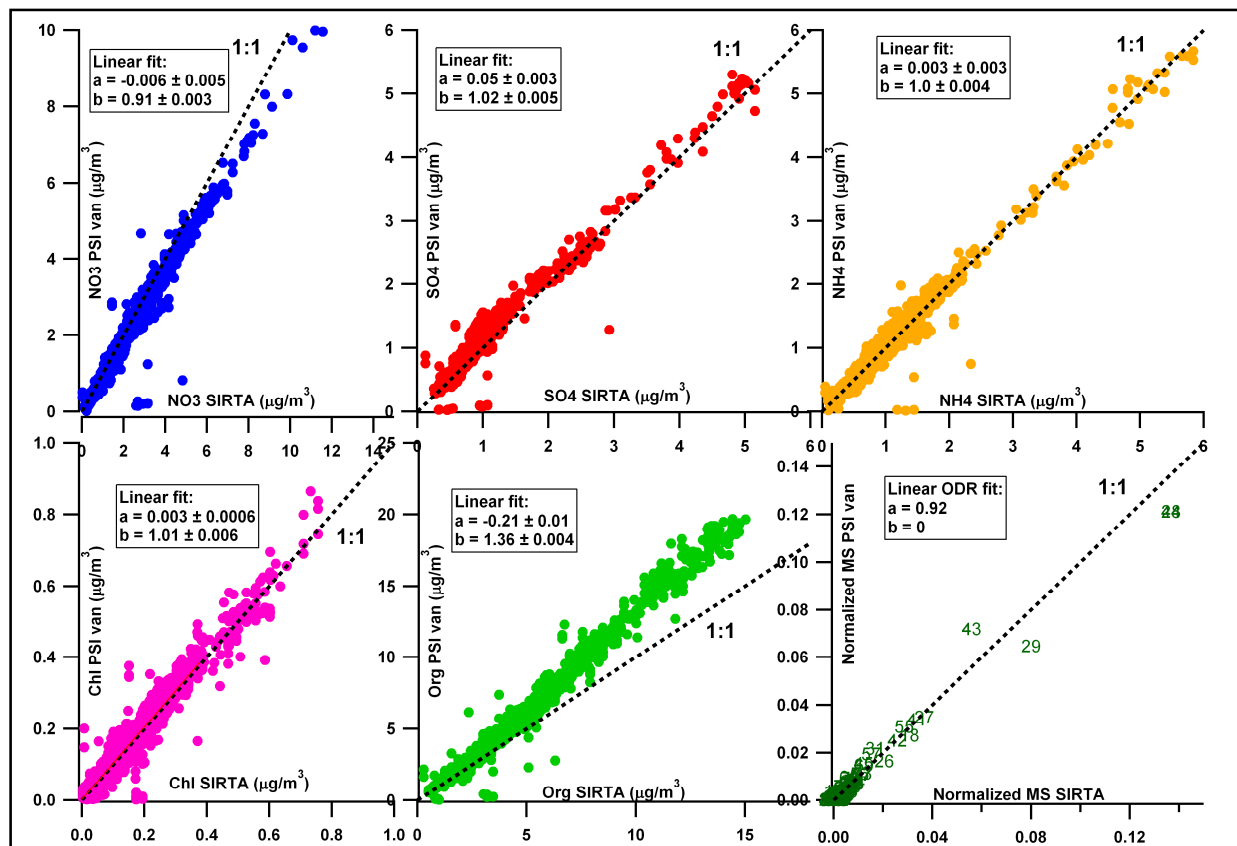 10
8
6
4
2
0
NO3 PSI van (μg/m³)
Linear fit:
a = -0.006 ± 0.005
b = 0.91 ± 0.003
1:1
NO3 SIRTA (μg/m³)
0 2 4 6 8 10 12 14
6
5
4
3
2
1
0
SO4 PSI van (μg/m³)
Linear fit:
a = 0.05 ± 0.003
b = 1.02 ± 0.005
1:1
SO4 SIRTA (μg/m³)
0 1 2 3 4 5 6
6
5
4
3
2
1
0
NH4 PSI van (μg/m³)
Linear fit:
a = 0.003 ± 0.003
b = 1.0 ± 0.004
1:1
NH4 SIRTA (μg/m³)
0 1 2 3 4 5 6
1.0
0.8
0.6
0.4
0.2
0.0
Chl PSI van (μg/m³)
Linear fit:
a = 0.003 ± 0.0006
b = 1.01 ± 0.006
1:1
Chl SIRTA (μg/m³)
0.0 0.2 0.4 0.6 0.8 1.0
25
20
15
10
5
0
Org PSI van (μg/m³)
Linear fit:
a = -0.21 ± 0.01
b = 1.36 ± 0.004
1:1
Org SIRTA (μg/m³)
0 5 10 15
0.14
0.12
0.10
0.08
0.06
0.04
0.02
0.00
Normalized MS PSI van
Linear ODR fit:
a = 0.92
b = 0
1:1
43
29
Normalized MS SIRTA
0.00 0.04 0.08 0.12